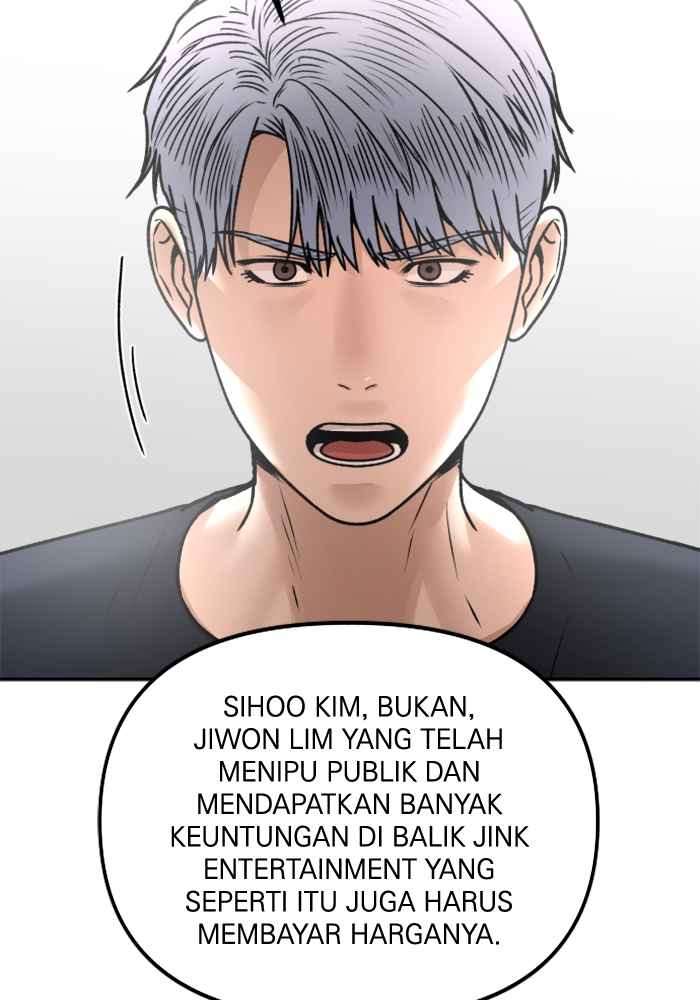 SIHOO KIM, BUKAN,
JIWON LIM YANG TELAH
MENIPU PUBLIK DAN
MENDAPATKAN BANYAK
KEUNTUNGAN DI BALIK JINK
ENTERTAINMENT YANG
SEPERTI ITU JUGA HARUS
MEMBAYAR HARGANYA.